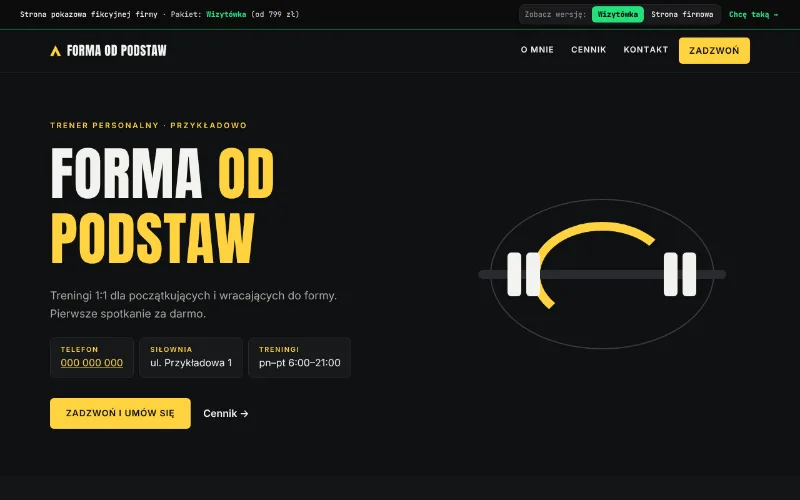 Strona pokazowa fikcyjnej firmy · Pakiet: Wizytówka (od 799 zł)
Zobacz wersję: Wizytówka Strona firmowa Chcę taką →
FORMA OD PODSTAW
O MNIE CENNIK KONTAKT ZADZWOŃ
TRENER PERSONALNY · PRZYKŁADOWO
FORMA OD
PODSTAW
Treningi 1:1 dla początkujących i wracających do formy.
Pierwsze spotkanie za darmo.
TELEFON
000 000 000
SIŁOWNIA
ul. Przykładowa 1
TRENINGI
pn–pt 6:00–21:00
ZADZWOŃ I UMÓW SIĘ
Cennik →